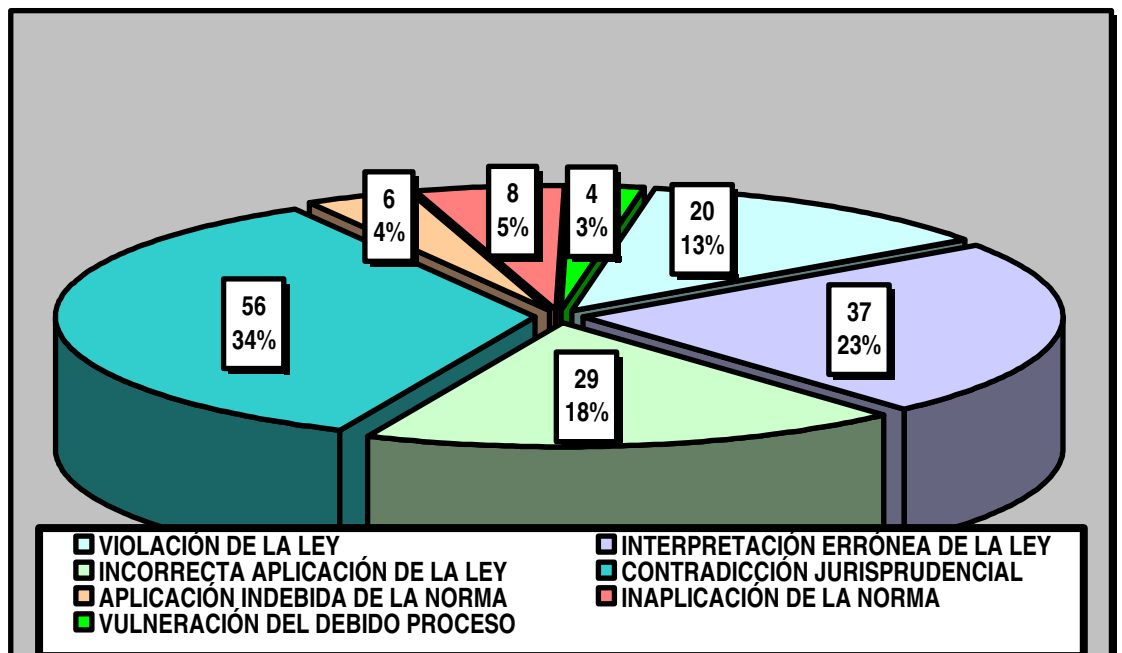 6
4%
8
5%
4
3%
20
13%
56
34%
37
23%
29
18%
VIOLACIÓN DE LA LEY
INTERPRETACIÓN ERRÓNEA DE LA LEY
INCORRECTA APLICACIÓN DE LA LEY
CONTRADICCIÓN JURISPRUDENCIAL
APLICACIÓN INDEBIDA DE LA NORMA
INAPLICACIÓN DE LA NORMA
VULNERACIÓN DEL DEBIDO PROCESO